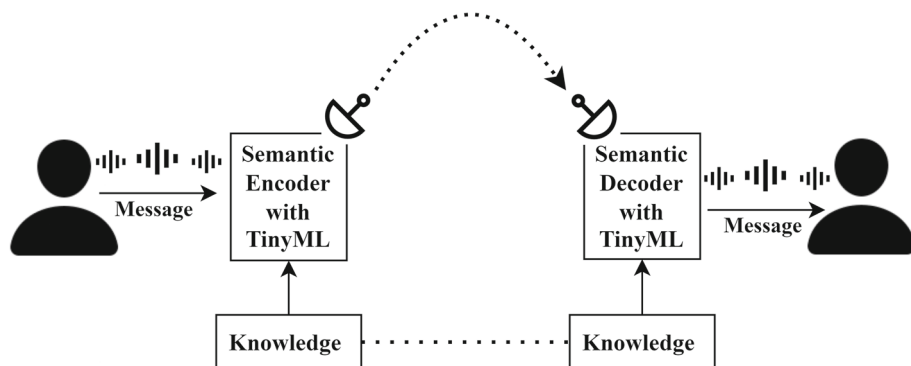 Semantic
Encoder
with
TinyML
Message
Semantic
Decoder
with
TinyML
Message
Knowledge
Knowledge